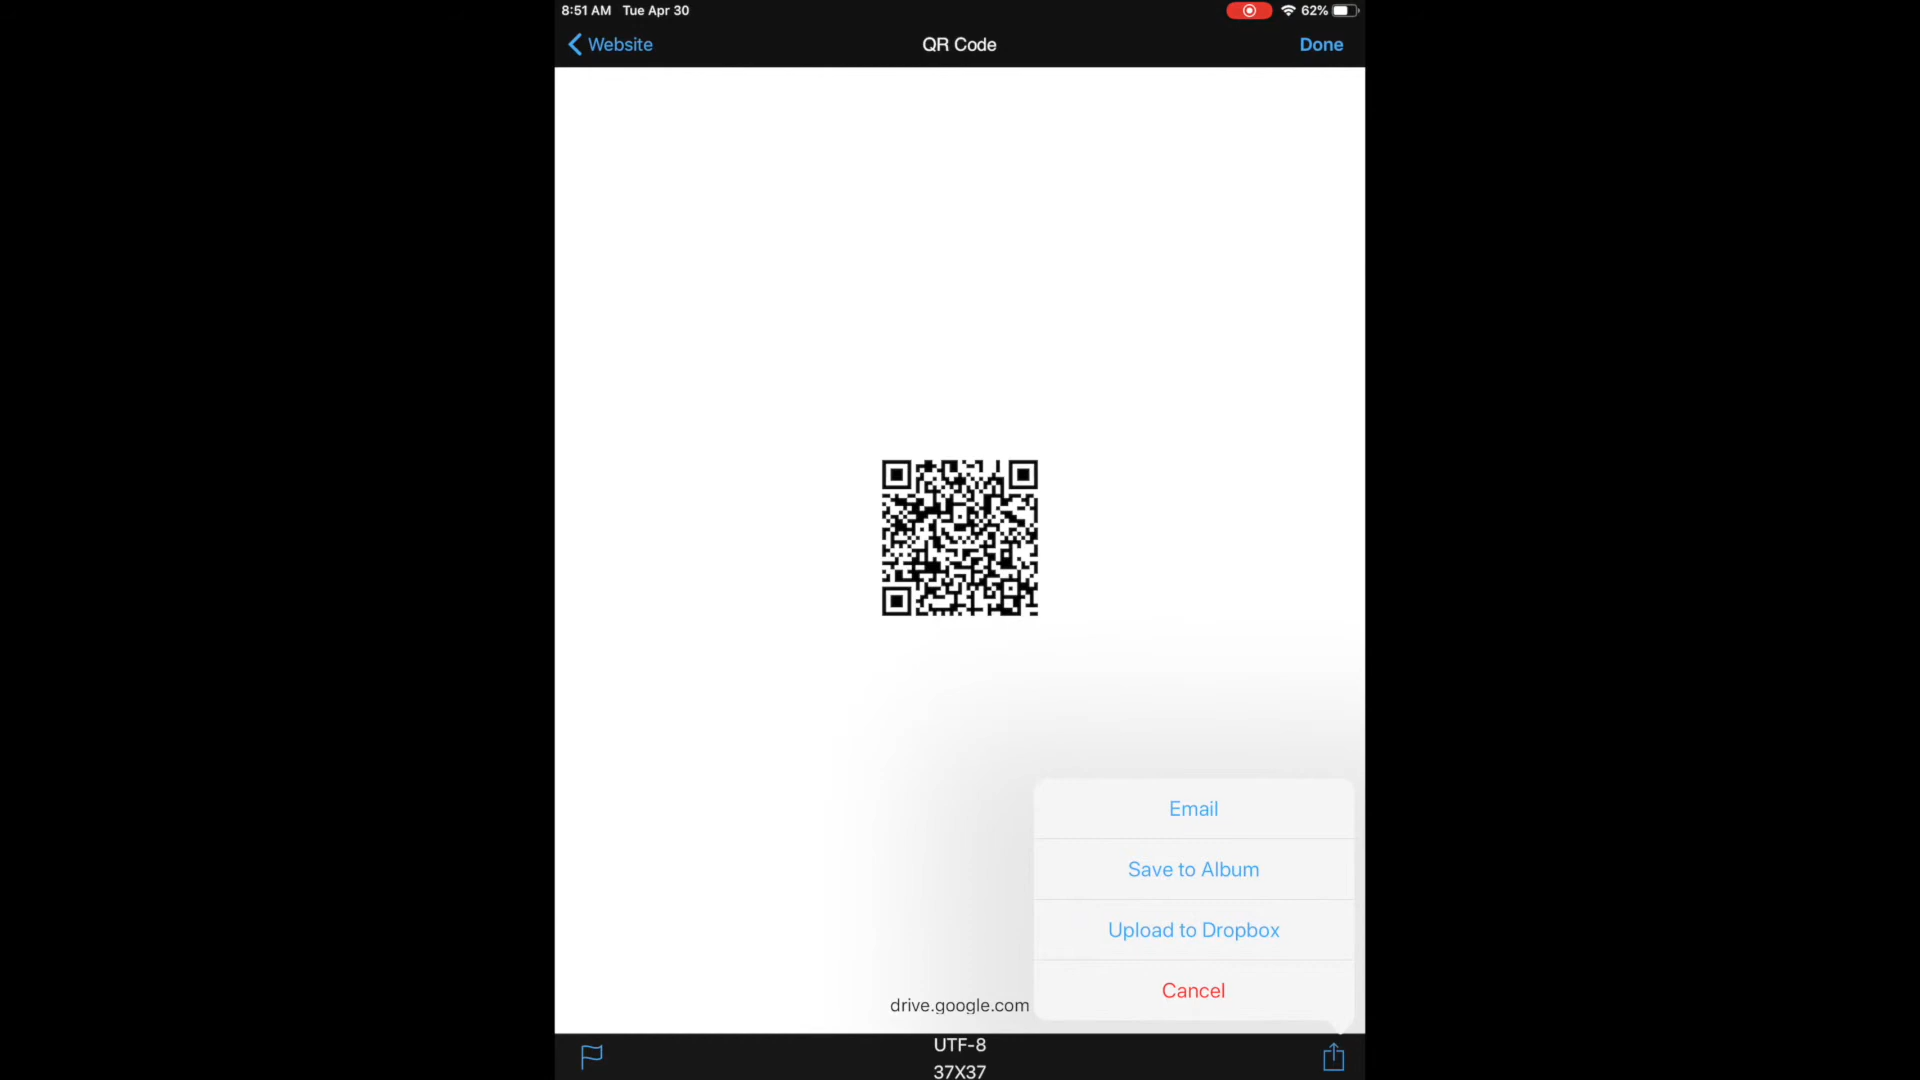 8:51 AM Tue Apr 30 62%
Website QR Code Done
Email
Save to Album
Upload to Dropbox
Cancel
drive.google.com
UTF-8
37X37